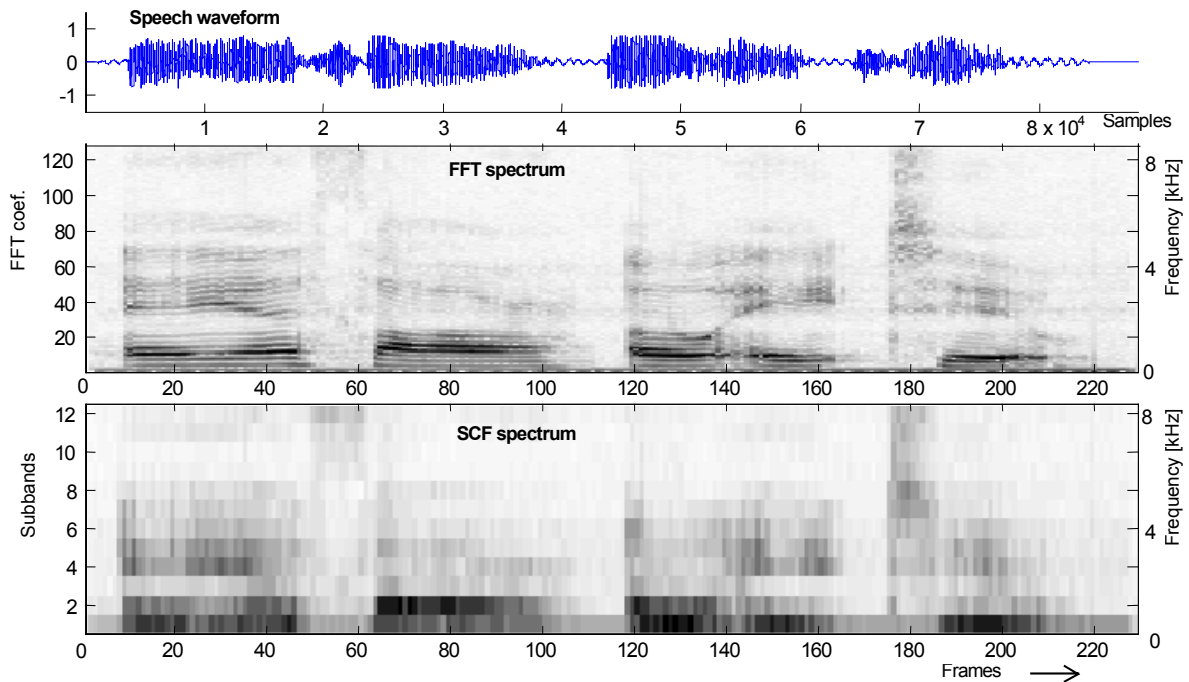 Speech waveform
1
0
-1
1 2 3 4 5 6 7 8 x 10⁴ Samples
FFT spectrum
FFT coef.
120
100
80
60
40
20
8
4
0
Frequency [kHz]
0 20 40 60 80 100 120 140 160 180 200 220
SCF spectrum
Subbands
12
10
8
6
4
2
8
4
0
Frequency [kHz]
0 20 40 60 80 100 120 140 160 180 200 220
Frames